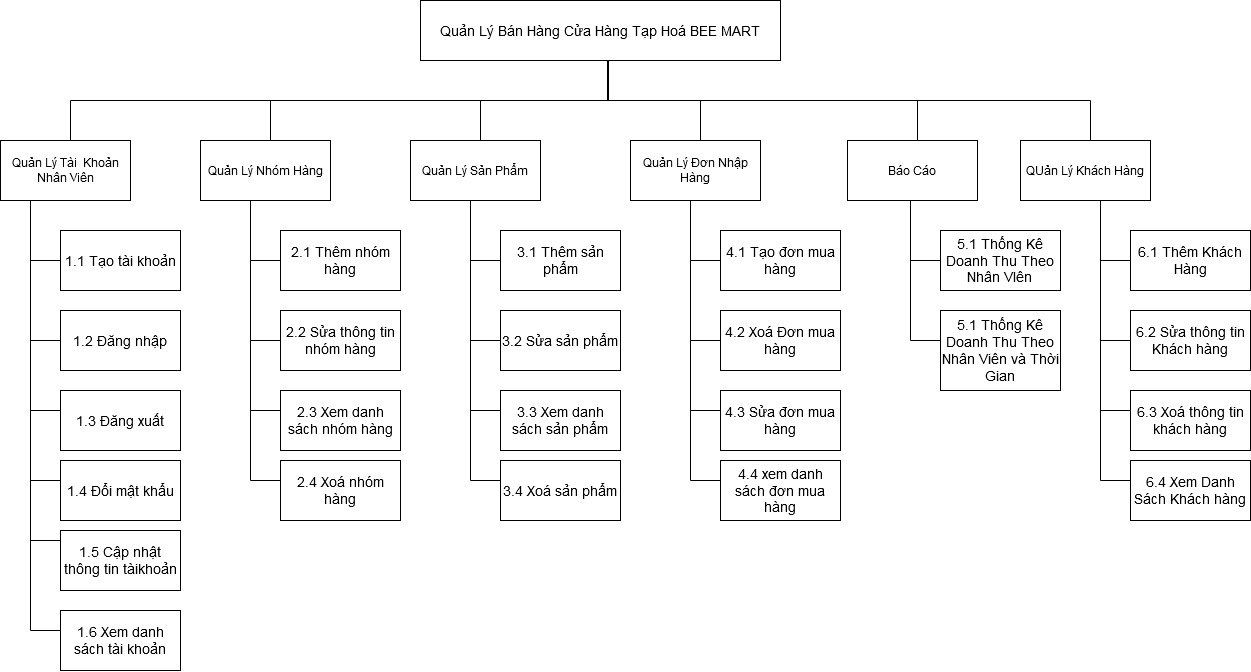 Quản Lý Bán Hàng Cửa Hàng Tạp Hoá BEE MART
Quản Lý Tài Khoản
Nhân Viên
Quản Lý Nhóm Hàng
Quản Lý Sản Phẩm
Quản Lý Đơn Nhập
Hàng
Báo Cáo
QUản Lý Khách Hàng
1.1 Tạo tài khoản
1.2 Đăng nhập
1.3 Đăng xuất
1.4 Đổi mật khẩu
1.5 Cập nhật
thông tin tàikhoản
1.6 Xem danh
sách tài khoản
2.1 Thêm nhóm
hàng
2.2 Sửa thông tin
nhóm hàng
2.3 Xem danh
sách nhóm hàng
2.4 Xoá nhóm
hàng
3.1 Thêm sản
phẩm
3.2 Sửa sản phẩm
3.3 Xem danh
sách sản phẩm
3.4 Xoá sản phẩm
4.1 Tạo đơn mua
hàng
4.2 Xoá Đơn mua
hàng
4.3 Sửa đơn mua
hàng
4.4 xem danh
sách đơn mua
hàng
5.1 Thống Kê
Doanh Thu Theo
Nhân VIên
5.1 Thống Kê
Doanh Thu Theo
Nhân Viên và Thời
Gian
6.1 Thêm Khách
Hàng
6.2 Sửa thông tin
Khách hàng
6.3 Xoá thông tin
khách hàng
6.4 Xem Danh
Sách Khách hàng